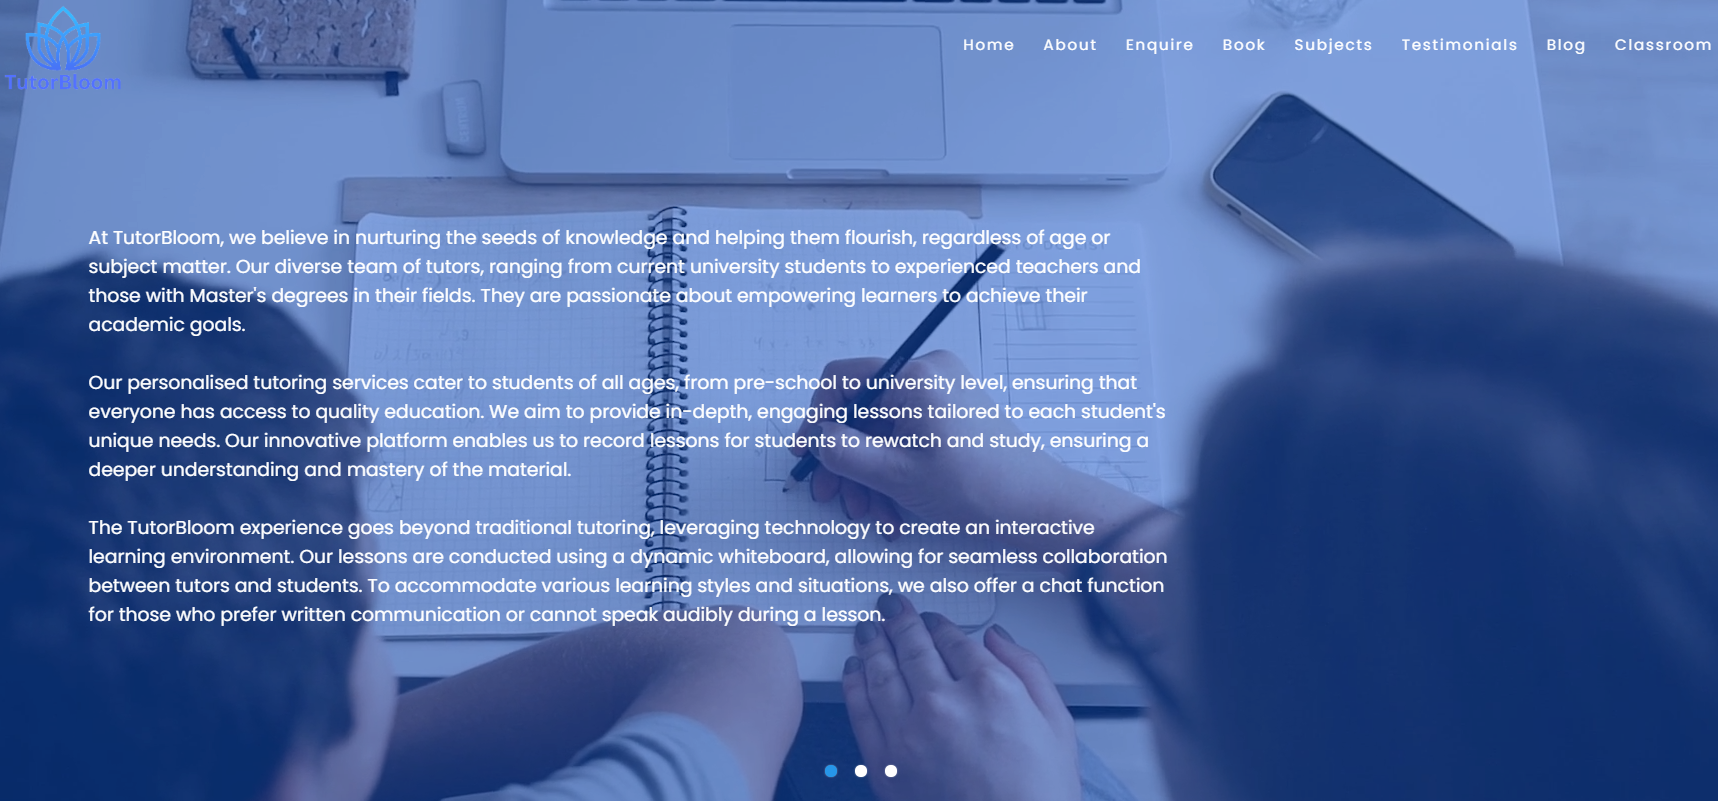 TutorBloom
Home About Enquire Book Subjects Testimonials Blog Classroom
At TutorBloom, we believe in nurturing the seeds of knowledge and helping them flourish, regardless of age or
subject matter. Our diverse team of tutors, ranging from current university students to experienced teachers and
those with Master's degrees in their fields. They are passionate about empowering learners to achieve their
academic goals.
Our personalised tutoring services cater to students of all ages, from pre-school to university level, ensuring that
everyone has access to quality education. We aim to provide in-depth, engaging lessons tailored to each student's
unique needs. Our innovative platform enables us to record lessons for students to rewatch and study, ensuring a
deeper understanding and mastery of the material.
The TutorBloom experience goes beyond traditional tutoring, leveraging technology to create an interactive
learning environment. Our lessons are conducted using a dynamic whiteboard, allowing for seamless collaboration
between tutors and students. To accommodate various learning styles and situations, we also offer a chat function
for those who prefer written communication or cannot speak audibly during a lesson.